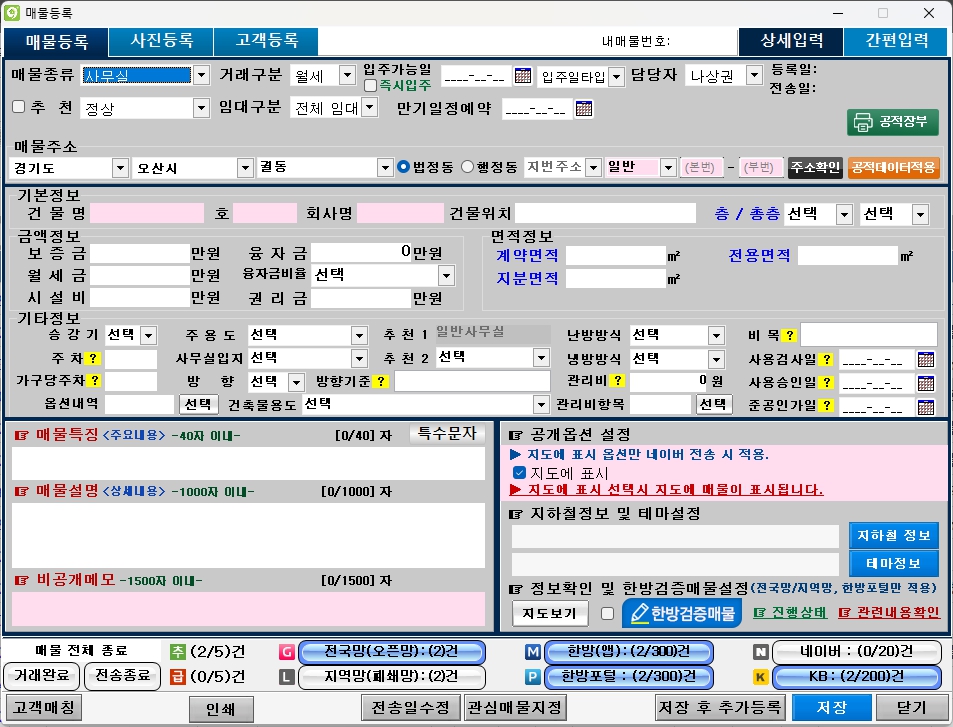 매물등록
매물등록 사진등록 고객등록 내매물번호: 상세입력 간편입력
매물종류 사무실 거래구분 월세 입주가능일 ____-__-__ 입주일타입 담당자 나상권 등록일:
즉시입주 전송일:
추 천 정상 임대구분 전체 임대 만기일정예약 ____-__-__
공적장부
매물주소
경기도 오산시 궐동 법정동 행정동 지번주소 일반 (본번) - (부번) 주소확인 공적데이터적용
기본정보
건 물 명 호 회사명 건물위치 층 / 총층 선택 선택
금액정보 면적정보
보 증 금 만원 융 자 금 0 만원 계약면적 ㎡ 전용면적 ㎡
월 세 금 만원 융자금비율 선택 지분면적 ㎡
시 설 비 만원 권 리 금 만원
기타정보
승 강 기 선택 주 용 도 선택 추 천 1 일반사무실 난방방식 선택 비 목 ?
주 차 ? 사무실입지 선택 추 천 2 선택 냉방방식 선택 사용검사일 ? ____-__-__
가구당주차 ? 방 향 선택 방향기준 ? 관리비 ? 0 원 사용승인일 ? ____-__-__
옵션내역 선택 건축물용도 선택 관리비항목 선택 준공인가일 ? ____-__-__
☞ 매물특징 <주요내용> -40자 이내- [0/40] 자 특수문자
☞ 매물설명 <상세내용> -1000자 이내- [0/1000] 자
☞ 비공개메모 -1500자 이내- [0/1500] 자
☞ 공개옵션 설정
▶ 지도에 표시 옵션만 네이버 전송 시 적용.
지도에 표시
▶ 지도에 표시 선택시 지도에 매물이 표시됩니다.
☞ 지하철정보 및 테마설정
지하철 정보
테마정보
☞ 정보확인 및 한방검증매물설정(전국망/지역망, 한방포털만 적용)
지도보기 한방검증매물 ☞ 진행상태 ☞ 관련내용확인
매물 전체 종료 추 (2/5)건 G 전국망(오픈망):(2)건 M 한방(앱):(2/300)건 N 네이버 : (0/20)건
거래완료 전송종료 급 (0/5)건 L 지역망(폐쇄망):(2)건 P 한방포털 : (2/300)건 K KB: (2/200)건
고객매칭 인쇄 전송일수정 관심매물지정 저장 후 추가등록 저장 닫기